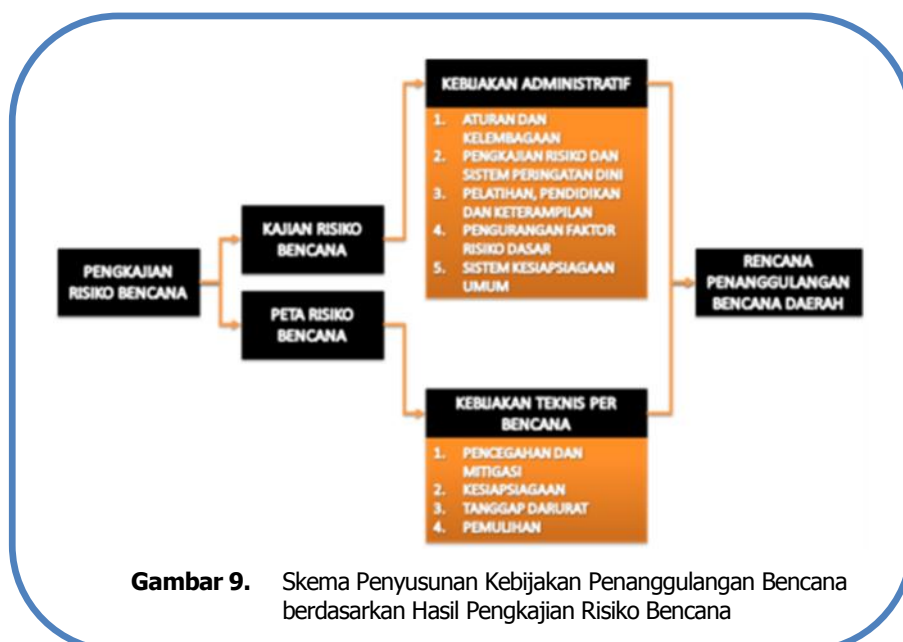 PENGKAJIAN
RISIKO BENCANA
KAJIAN RISIKO
BENCANA
PETA RISIKO
BENCANA
KEBIJAKAN ADMINISTRATIF
1. ATURAN DAN
KELEMBAGAAN
2. PENGKAJIAN RISIKO DAN
SISTEM PERINGATAN DINI
3. PELATIHAN, PENDIDIKAN
DAN KETERAMPILAN
4. PENGURANGAN FAKTOR
RISIKO DASAR
5. SISTEM KESIAPSIAGAAN
UMUM
KEBIJAKAN TEKNIS PER
BENCANA
1. PENCEGAHAN DAN
MITIGASI
2. KESIAPSIAGAAN
3. TANGGAP DARURAT
4. PEMULIHAN
RENCANA
PENANGGULANGAN
BENCANA DAERAH
Gambar 9. Skema Penyusunan Kebijakan Penanggulangan Bencana
berdasarkan Hasil Pengkajian Risiko Bencana